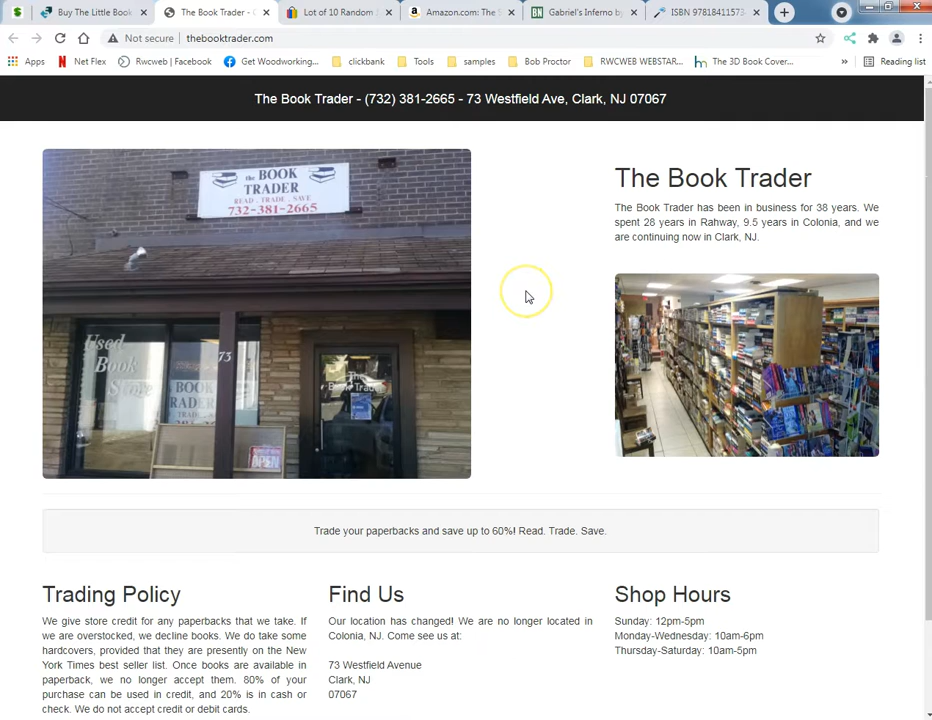 Buy The Little Book
The Book Trader -
Lot of 10 Random
Amazon.com: The
Gabriel's Inferno by
ISBN 9781841157
Not secure
thebooktrader.com
Apps
Net Flex
Rwcweb | Facebook
Get Woodworking...
clickbank
Tools
samples
Bob Proctor
RWCWEB WEBSTAR...
The 3D Book Cover...
»
Reading list
The Book Trader - (732) 381-2665 - 73 Westfield Ave, Clark, NJ 07067
the BOOK
TRADER
READ . TRADE . SAVE
732-381-2665
Used
Book
73
BOOK
TRADER
The
Book Trader
OPEN
The Book Trader
The Book Trader has been in business for 38 years. We
spent 28 years in Rahway, 9.5 years in Colonia, and we
are continuing now in Clark, NJ.
Trade your paperbacks and save up to 60%! Read. Trade. Save.
Trading Policy
We give store credit for any paperbacks that we take. If
we are overstocked, we decline books. We do take some
hardcovers, provided that they are presently on the New
York Times best seller list. Once books are available in
paperback, we no longer accept them. 80% of your
purchase can be used in credit, and 20% is in cash or
check. We do not accept credit or debit cards.
Find Us
Our location has changed! We are no longer located in
Colonia, NJ. Come see us at:
73 Westfield Avenue
Clark, NJ
07067
Shop Hours
Sunday: 12pm-5pm
Monday-Wednesday: 10am-6pm
Thursday-Saturday: 10am-5pm